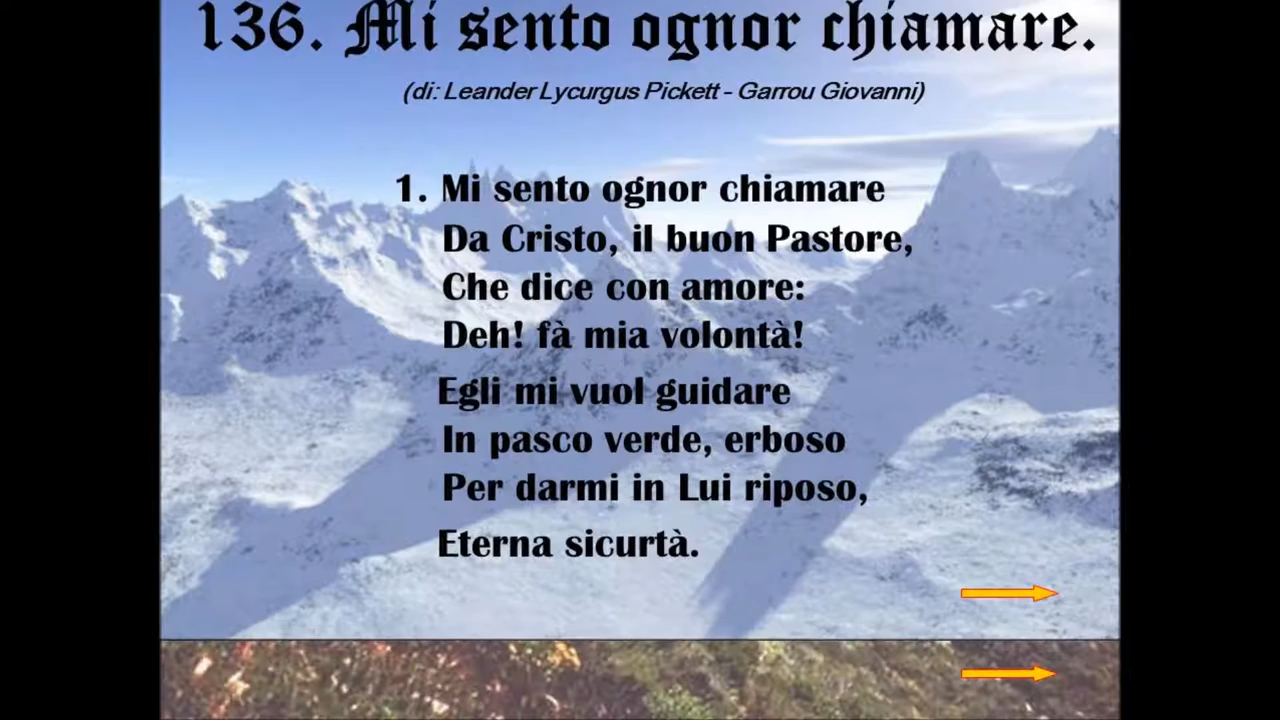 136. Mi sento ognor chiamare.
(di: Leander Lycurgus Pickett - Garrou Giovanni)
1. Mi sento ognor chiamare
Da Cristo, il buon Pastore,
Che dice con amore:
Deh! fà mia volontà!
Egli mi vuol guidare
In pasco verde, erboso
Per darmi in Lui riposo,
Eterna sicurtà.